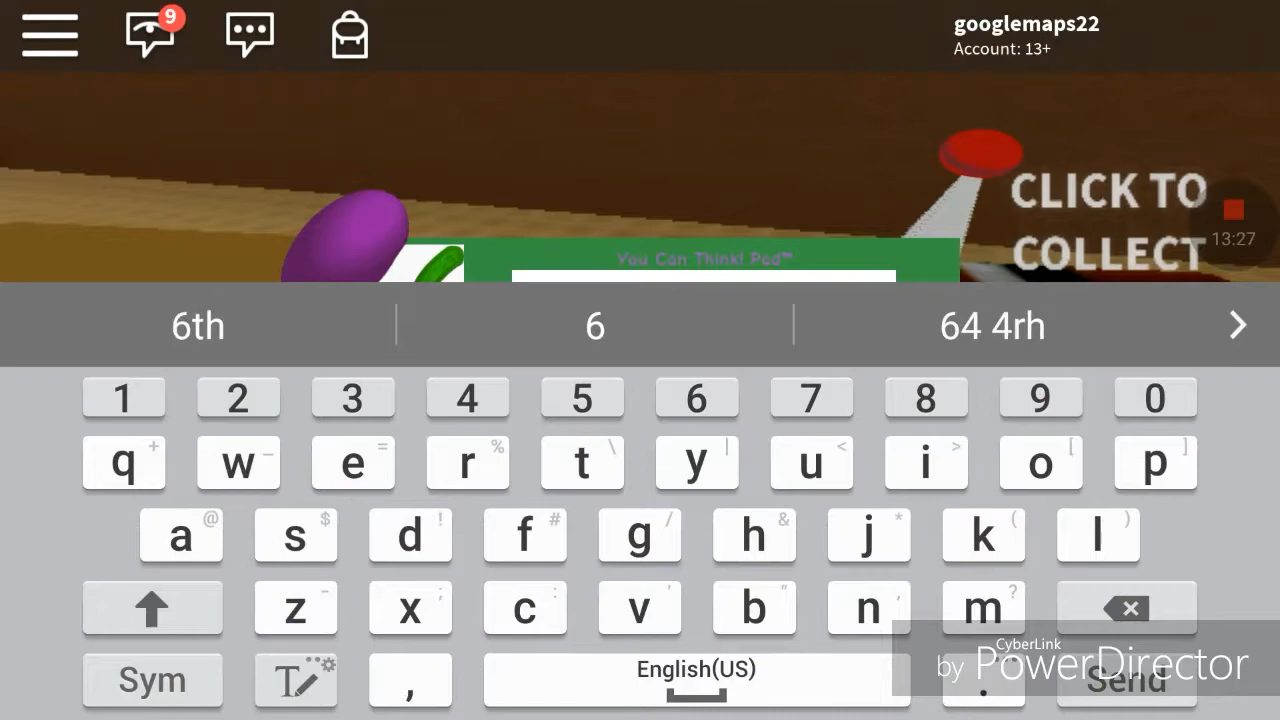 9
googlemaps22
Account: 13+
CLICK TO
COLLECT
13:27
You Can Think! Pad™
6th 6 64 4rh
1 2 3 4 5 6 7 8 9 0
q + w _ e = r % t \ y | u < i > o [ p ]
a @ s $ d ! f # g / h & j * k ( l )
z - x ; c : v ' b " n , m ?
Sym T , English(US) . Send
CyberLink
by PowerDirector